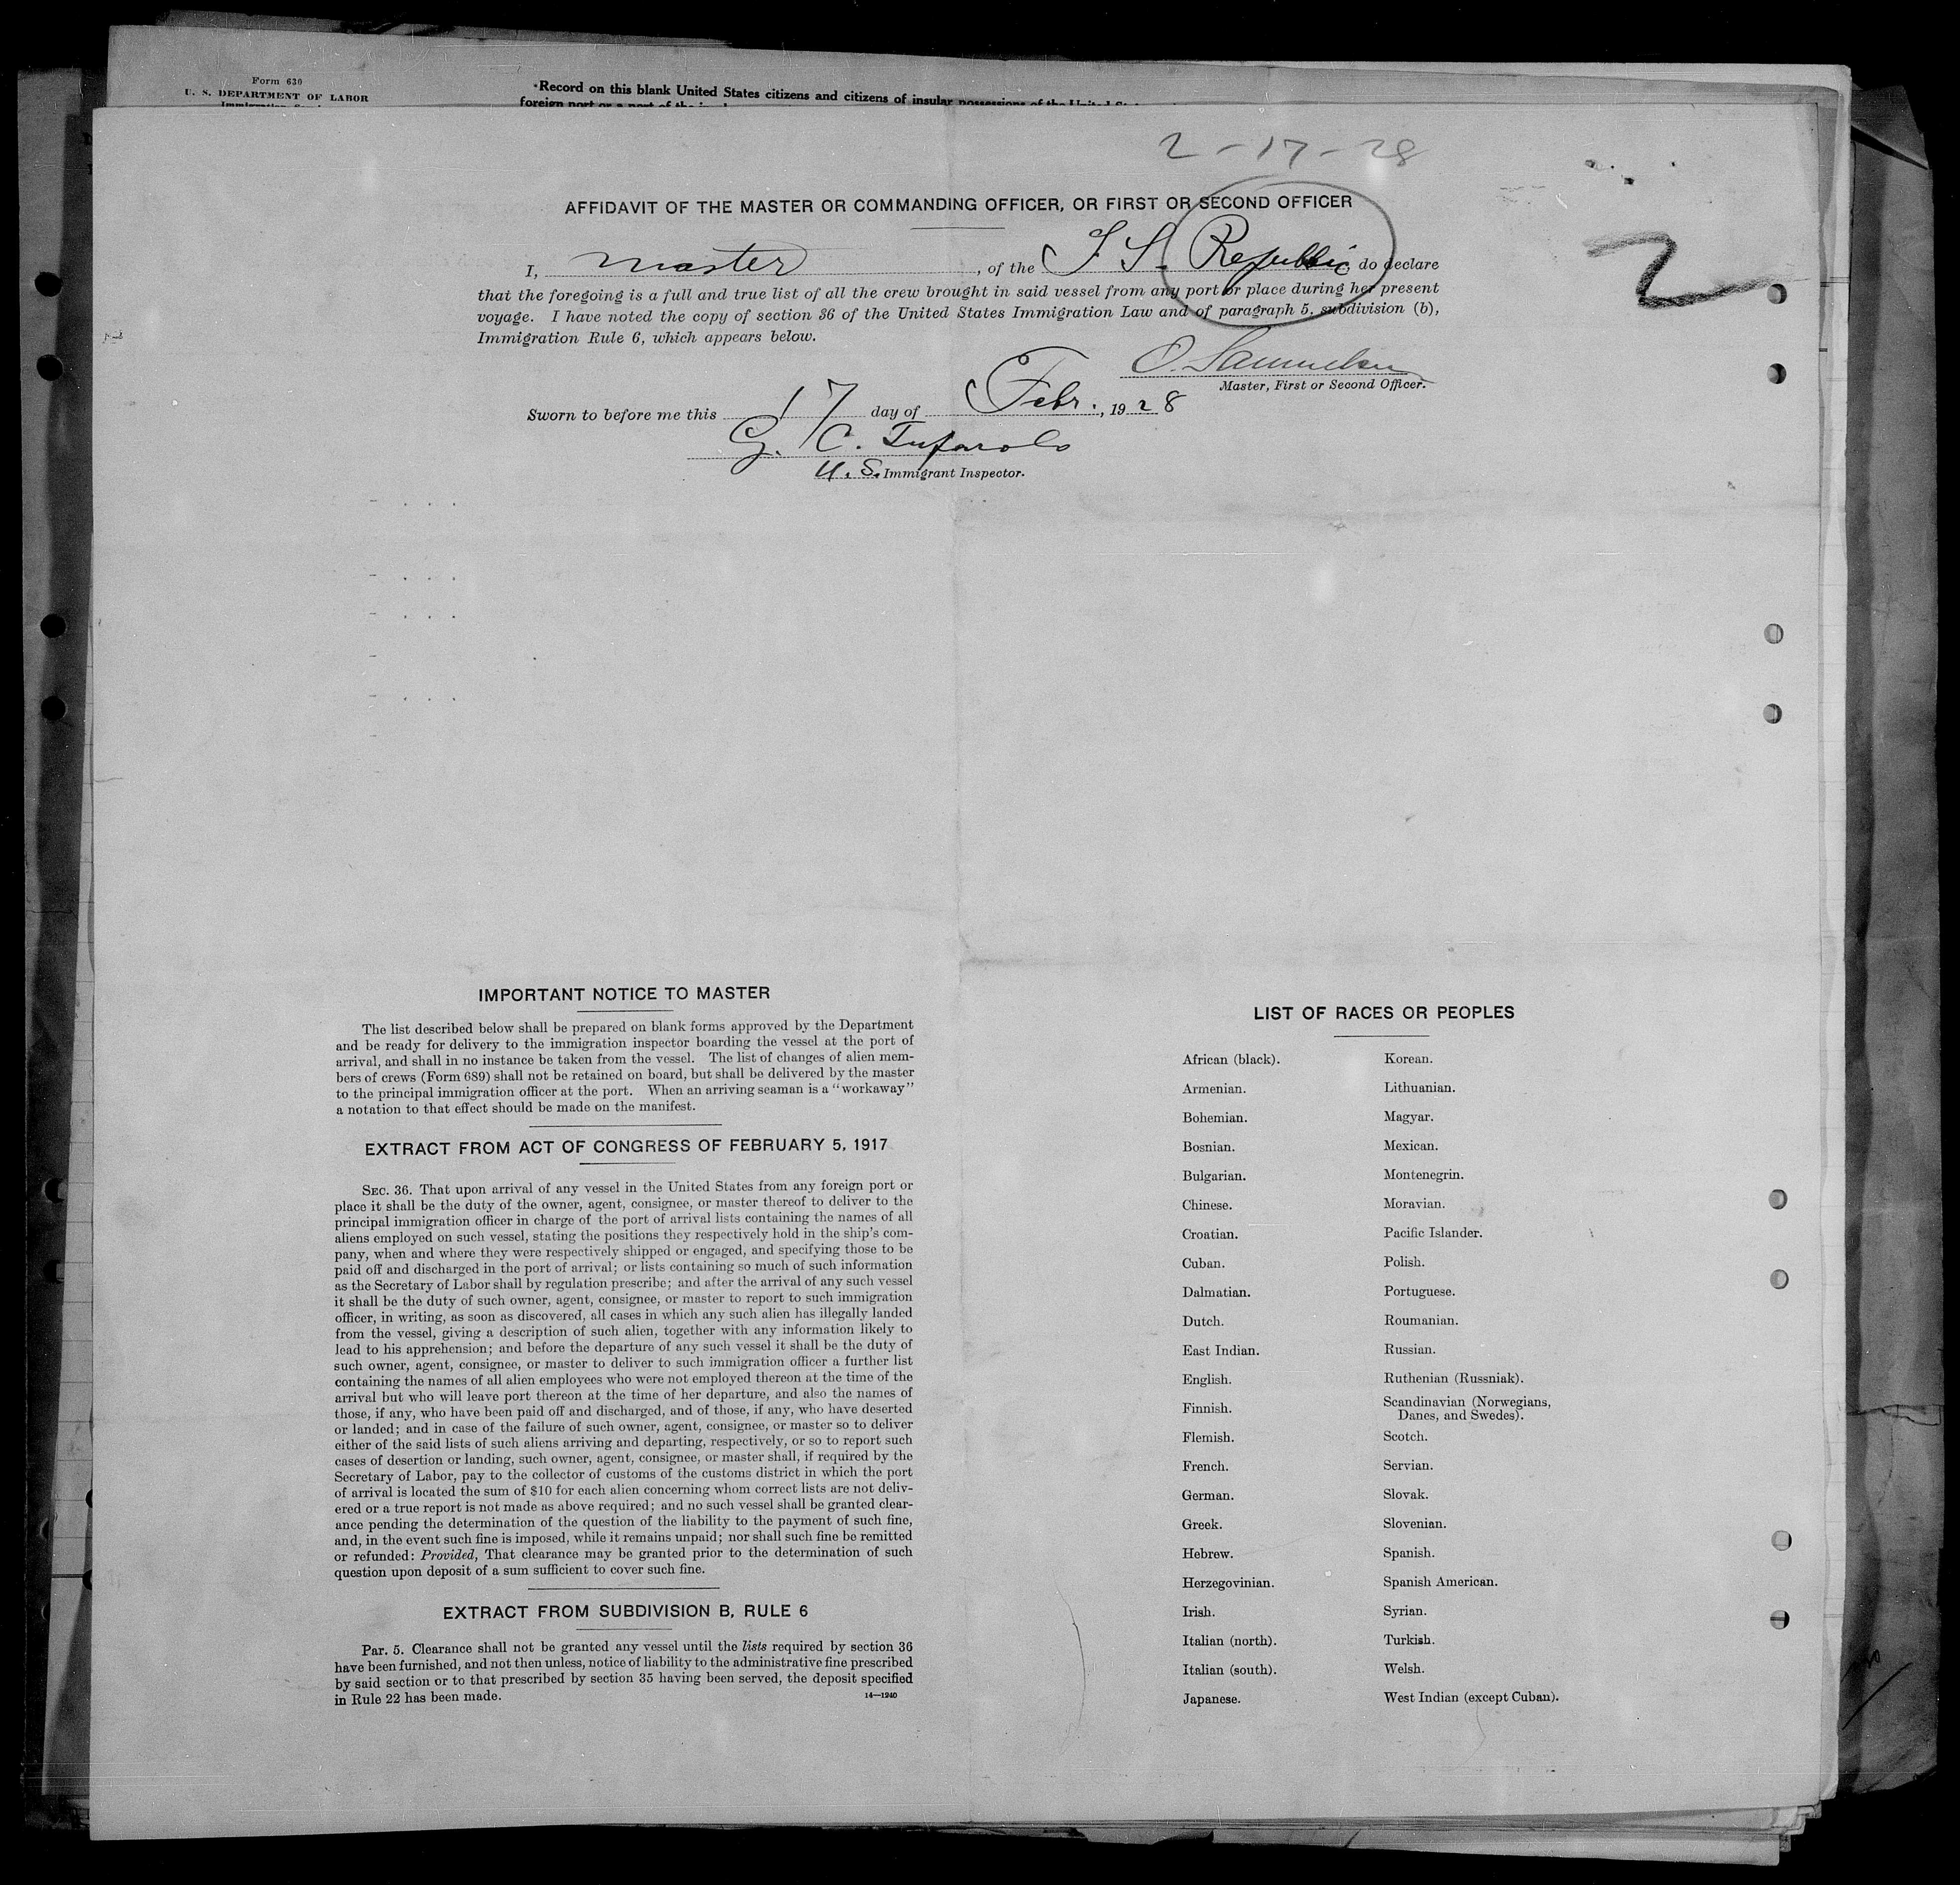 Form 630
U. S. DEPARTMENT OF LABOR
*Record on this blank United States citizens and citizens of insular possessions of the United
2-17-28
2
AFFIDAVIT OF THE MASTER OR COMMANDING OFFICER, OR FIRST OR SECOND OFFICER
I, master, of the S.S. Republic do declare
that the foregoing is a full and true list of all the crew brought in said vessel from any port or place during her present
voyage. I have noted the copy of section 36 of the United States Immigration Law and of paragraph 5, subdivision (b),
Immigration Rule 6, which appears below.
O. Samuelsen
Master, First or Second Officer.
Sworn to before me this 17 day of Febr., 1928
G. C. Tufarolo
U. S. Immigrant Inspector.
IMPORTANT NOTICE TO MASTER
The list described below shall be prepared on blank forms approved by the Department
and be ready for delivery to the immigration inspector boarding the vessel at the port of
arrival, and shall in no instance be taken from the vessel. The list of changes of alien mem-
bers of crews (Form 689) shall not be retained on board, but shall be delivered by the master
to the principal immigration officer at the port. When an arriving seaman is a "workaway"
a notation to that effect should be made on the manifest.
EXTRACT FROM ACT OF CONGRESS OF FEBRUARY 5, 1917
SEC. 36. That upon arrival of any vessel in the United States from any foreign port or
place it shall be the duty of the owner, agent, consignee, or master thereof to deliver to the
principal immigration officer in charge of the port of arrival lists containing the names of all
aliens employed on such vessel, stating the positions they respectively hold in the ship's com-
pany, when and where they were respectively shipped or engaged, and specifying those to be
paid off and discharged in the port of arrival; or lists containing so much of such information
as the Secretary of Labor shall by regulation prescribe; and after the arrival of any such vessel
it shall be the duty of such owner, agent, consignee, or master to report to such immigration
officer, in writing, as soon as discovered, all cases in which any such alien has illegally landed
from the vessel, giving a description of such alien, together with any information likely to
lead to his apprehension; and before the departure of any such vessel it shall be the duty of
such owner, agent, consignee, or master to deliver to such immigration officer a further list
containing the names of all alien employees who were not employed thereon at the time of the
arrival but who will leave port thereon at the time of her departure, and also the names of
those, if any, who have been paid off and discharged, and of those, if any, who have deserted
or landed; and in case of the failure of such owner, agent, consignee, or master so to deliver
either of the said lists of such aliens arriving and departing, respectively, or so to report such
cases of desertion or landing, such owner, agent, consignee, or master shall, if required by the
Secretary of Labor, pay to the collector of customs of the customs district in which the port
of arrival is located the sum of $10 for each alien concerning whom correct lists are not deliv-
ered or a true report is not made as above required; and no such vessel shall be granted clear-
ance pending the determination of the question of the liability to the payment of such fine,
and, in the event such fine is imposed, while it remains unpaid; nor shall such fine be remitted
or refunded: Provided, That clearance may be granted prior to the determination of such
question upon deposit of a sum sufficient to cover such fine.
EXTRACT FROM SUBDIVISION B, RULE 6
Par. 5. Clearance shall not be granted any vessel until the lists required by section 36
have been furnished, and not then unless, notice of liability to the administrative fine prescribed
by said section or to that prescribed by section 35 having been served, the deposit specified
in Rule 22 has been made.
14—1240
LIST OF RACES OR PEOPLES
African (black).
Armenian.
Bohemian.
Bosnian.
Bulgarian.
Chinese.
Croatian.
Cuban.
Dalmatian.
Dutch.
East Indian.
English.
Finnish.
Flemish.
French.
German.
Greek.
Hebrew.
Herzegovinian.
Irish.
Italian (north).
Italian (south).
Japanese.
Korean.
Lithuanian.
Magyar.
Mexican.
Montenegrin.
Moravian.
Pacific Islander.
Polish.
Portuguese.
Roumanian.
Russian.
Ruthenian (Russniak).
Scandinavian (Norwegians,
Danes, and Swedes).
Scotch.
Servian.
Slovak.
Slovenian.
Spanish.
Spanish American.
Syrian.
Turkish.
Welsh.
West Indian (except Cuban).